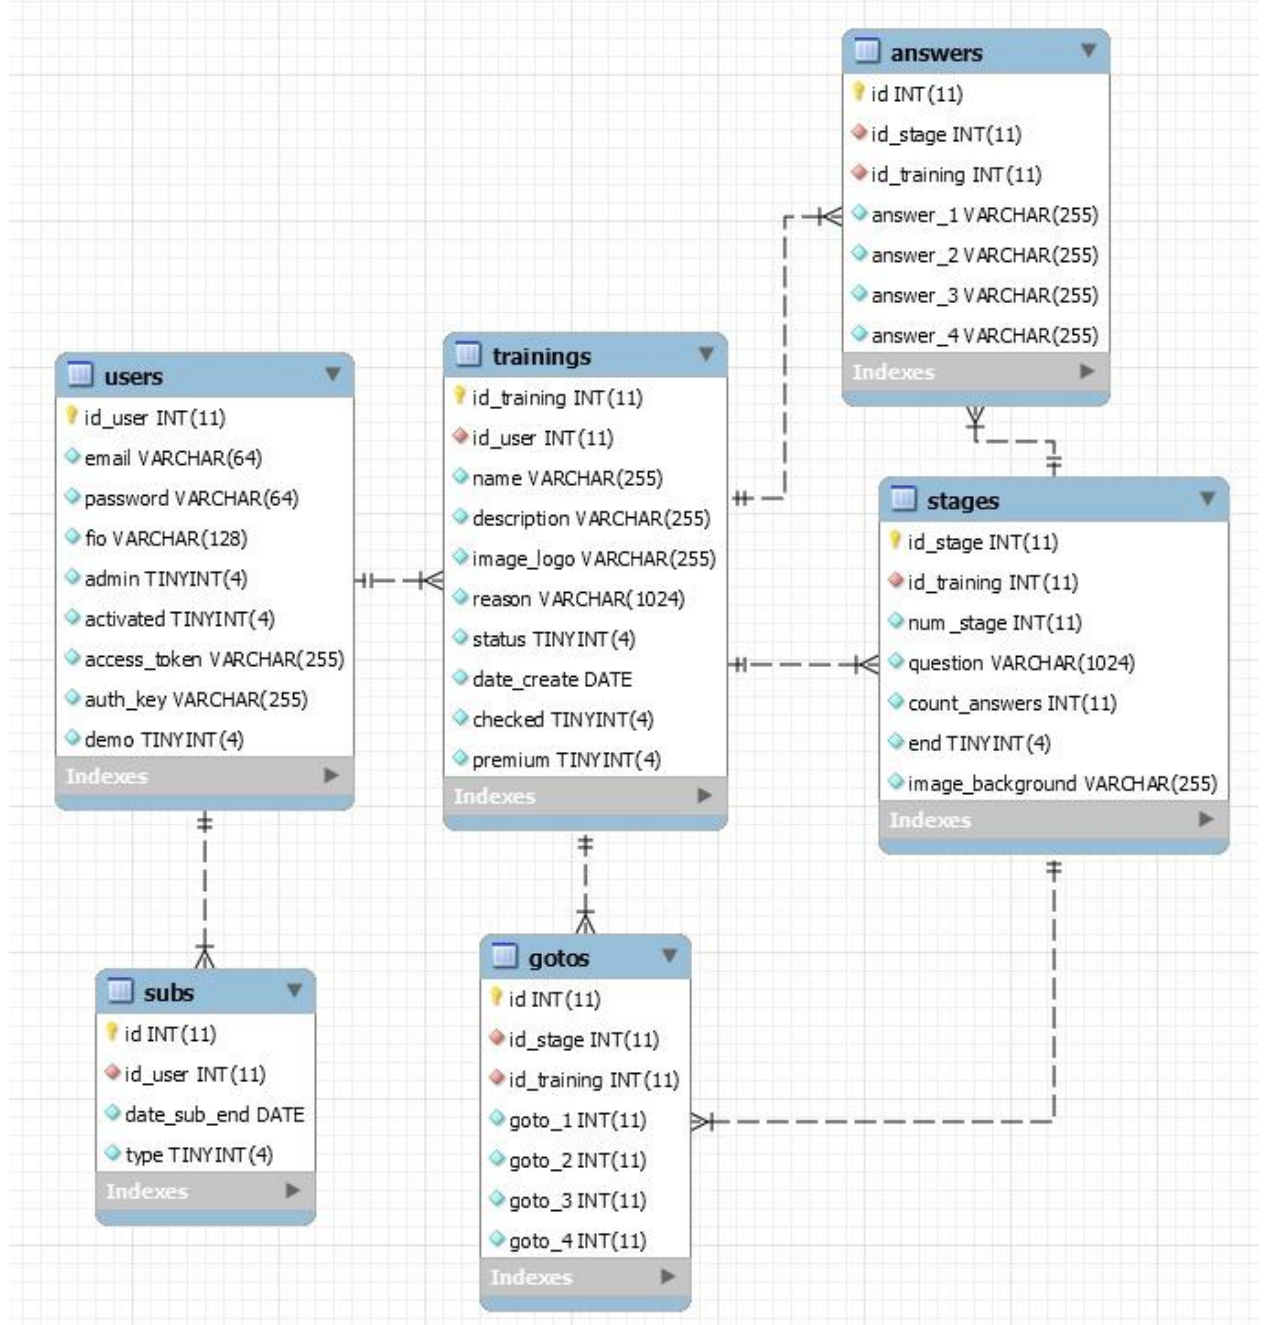 answers
id INT(11)
id_stage INT(11)
id_training INT(11)
answer_1 VARCHAR(255)
answer_2 VARCHAR(255)
answer_3 VARCHAR(255)
answer_4 VARCHAR(255)
Indexes
users
id_user INT(11)
email VARCHAR(64)
password VARCHAR(64)
fio VARCHAR(128)
admin TINYINT(4)
activated TINYINT(4)
access_token VARCHAR(255)
auth_key VARCHAR(255)
demo TINYINT(4)
Indexes
trainings
id_training INT(11)
id_user INT(11)
name VARCHAR(255)
description VARCHAR(255)
image_logo VARCHAR(255)
reason VARCHAR(1024)
status TINYINT(4)
date_create DATE
checked TINYINT(4)
premium TINYINT(4)
Indexes
stages
id_stage INT(11)
id_training INT(11)
num_stage INT(11)
question VARCHAR(1024)
count_answers INT(11)
end TINYINT(4)
image_background VARCHAR(255)
Indexes
subs
id INT(11)
id_user INT(11)
date_sub_end DATE
type TINYINT(4)
Indexes
gotos
id INT(11)
id_stage INT(11)
id_training INT(11)
goto_1 INT(11)
goto_2 INT(11)
goto_3 INT(11)
goto_4 INT(11)
Indexes